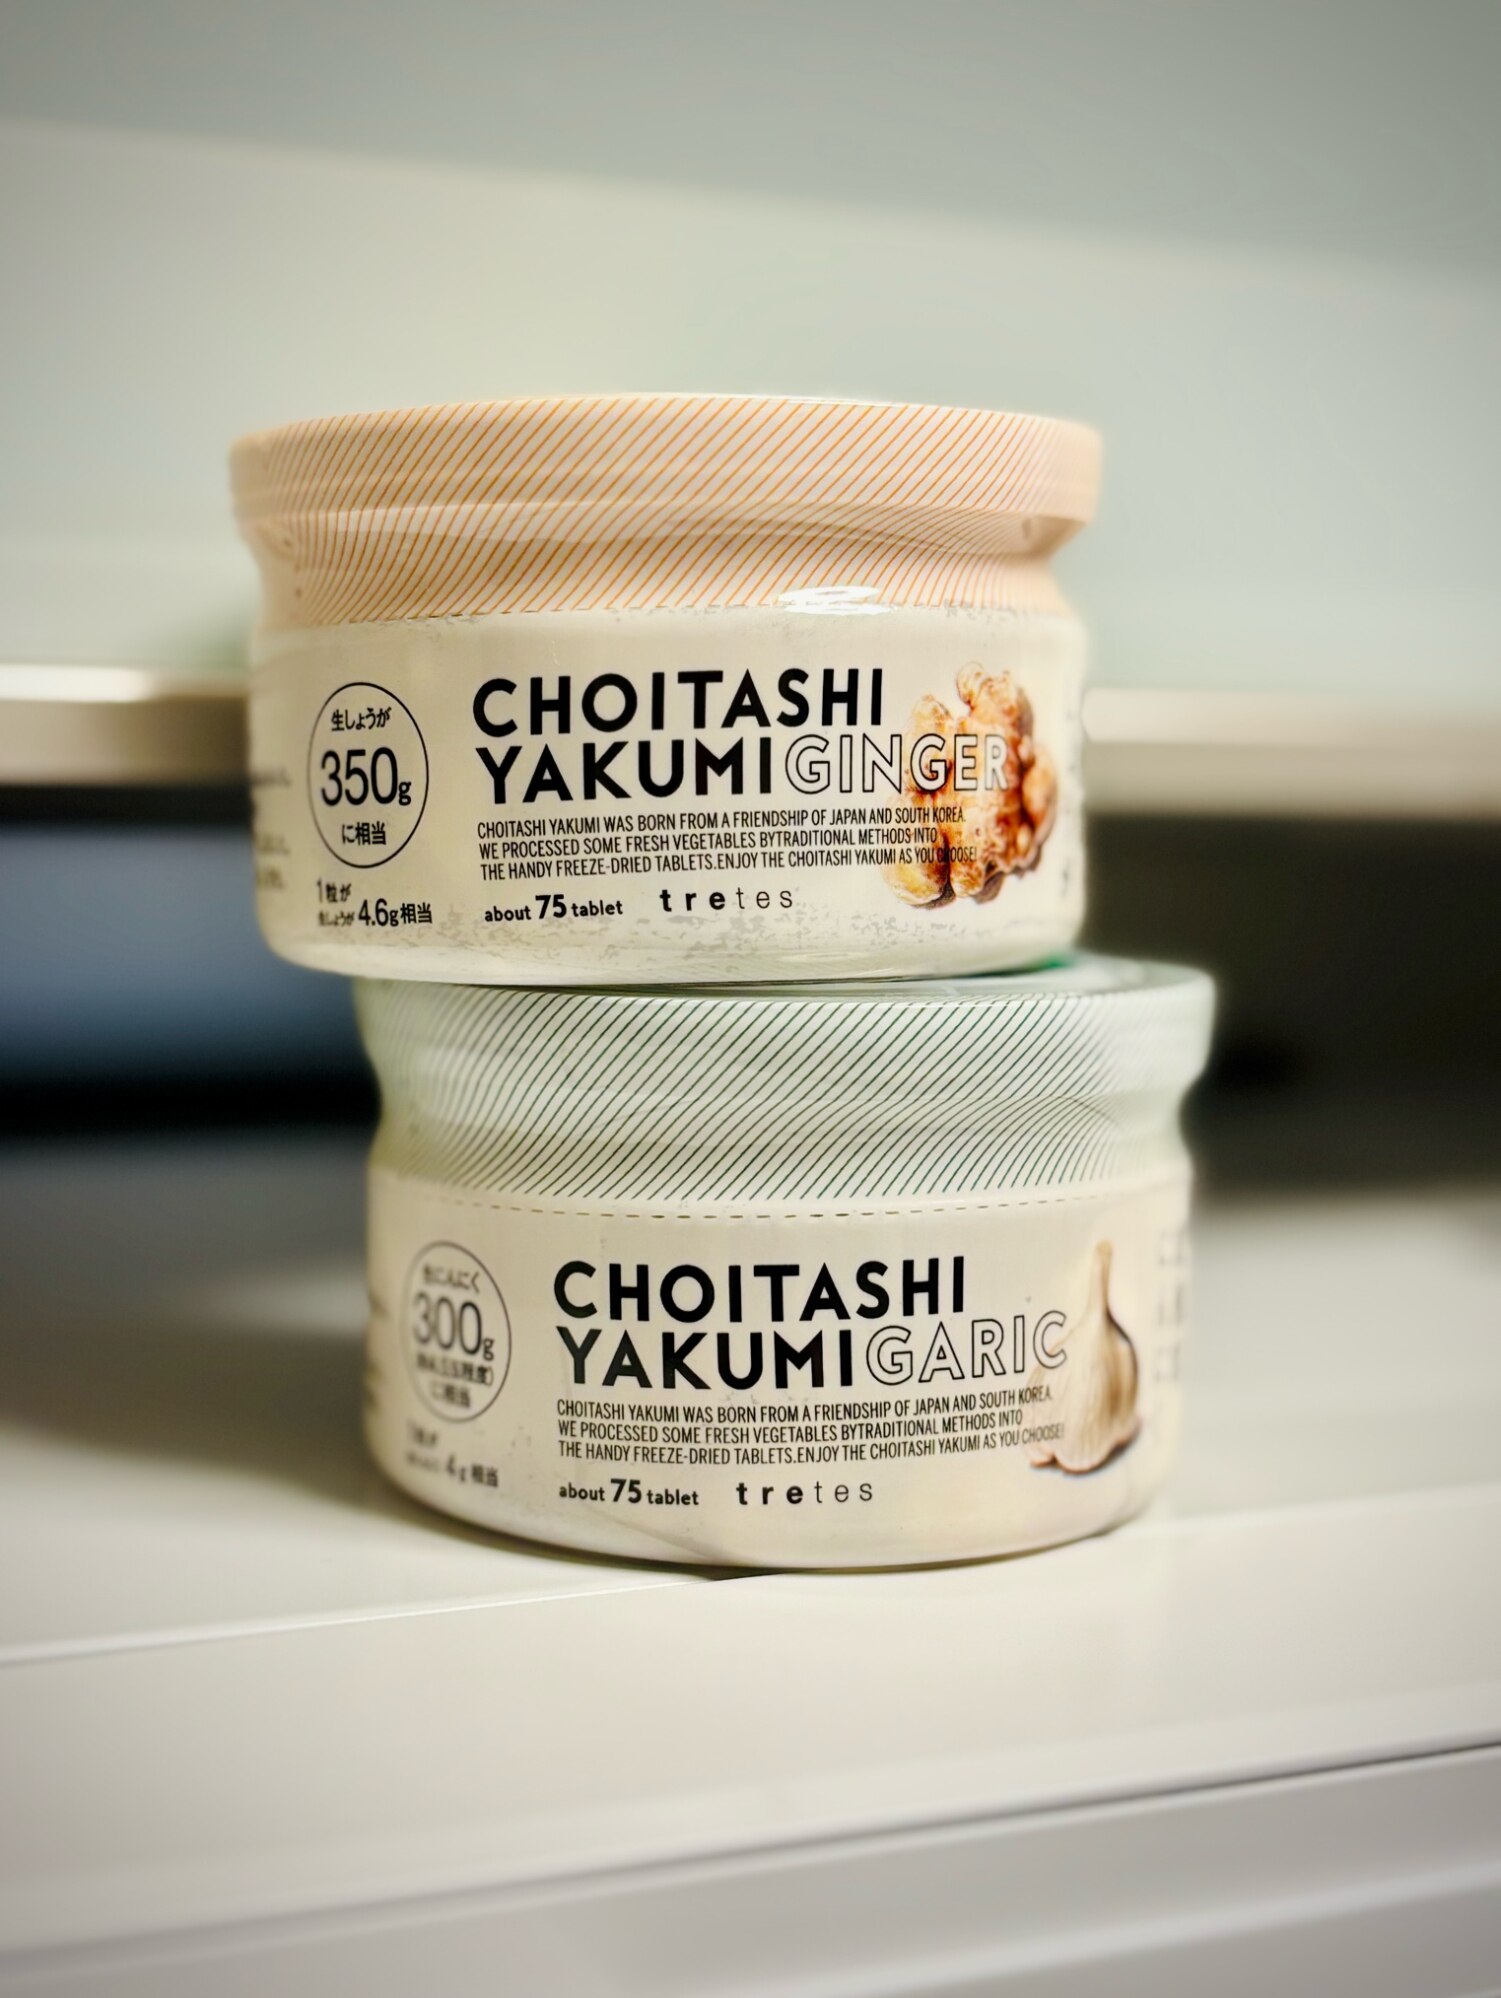 生しょうが
350g
に相当
1粒が
生しょうが4.6g相当
CHOITASHI
YAKUMIGINGER
CHOITASHI YAKUMI WAS BORN FROM A FRIENDSHIP OF JAPAN AND SOUTH KOREA.
WE PROCESSED SOME FRESH VEGETABLES BYTRADITIONAL METHODS INTO
THE HANDY FREEZE-DRIED TABLETS.ENJOY THE CHOITASHI YAKUMI AS YOU CHOOSE!
about 75 tablet tretes
生にんにく
300g
に相当
4g相当
CHOITASHI
YAKUMIGARIC
CHOITASHI YAKUMI WAS BORN FROM A FRIENDSHIP OF JAPAN AND SOUTH KOREA.
WE PROCESSED SOME FRESH VEGETABLES BYTRADITIONAL METHODS INTO
THE HANDY FREEZE-DRIED TABLETS.ENJOY THE CHOITASHI YAKUMI AS YOU CHOOSE!
about 75 tablet tretes